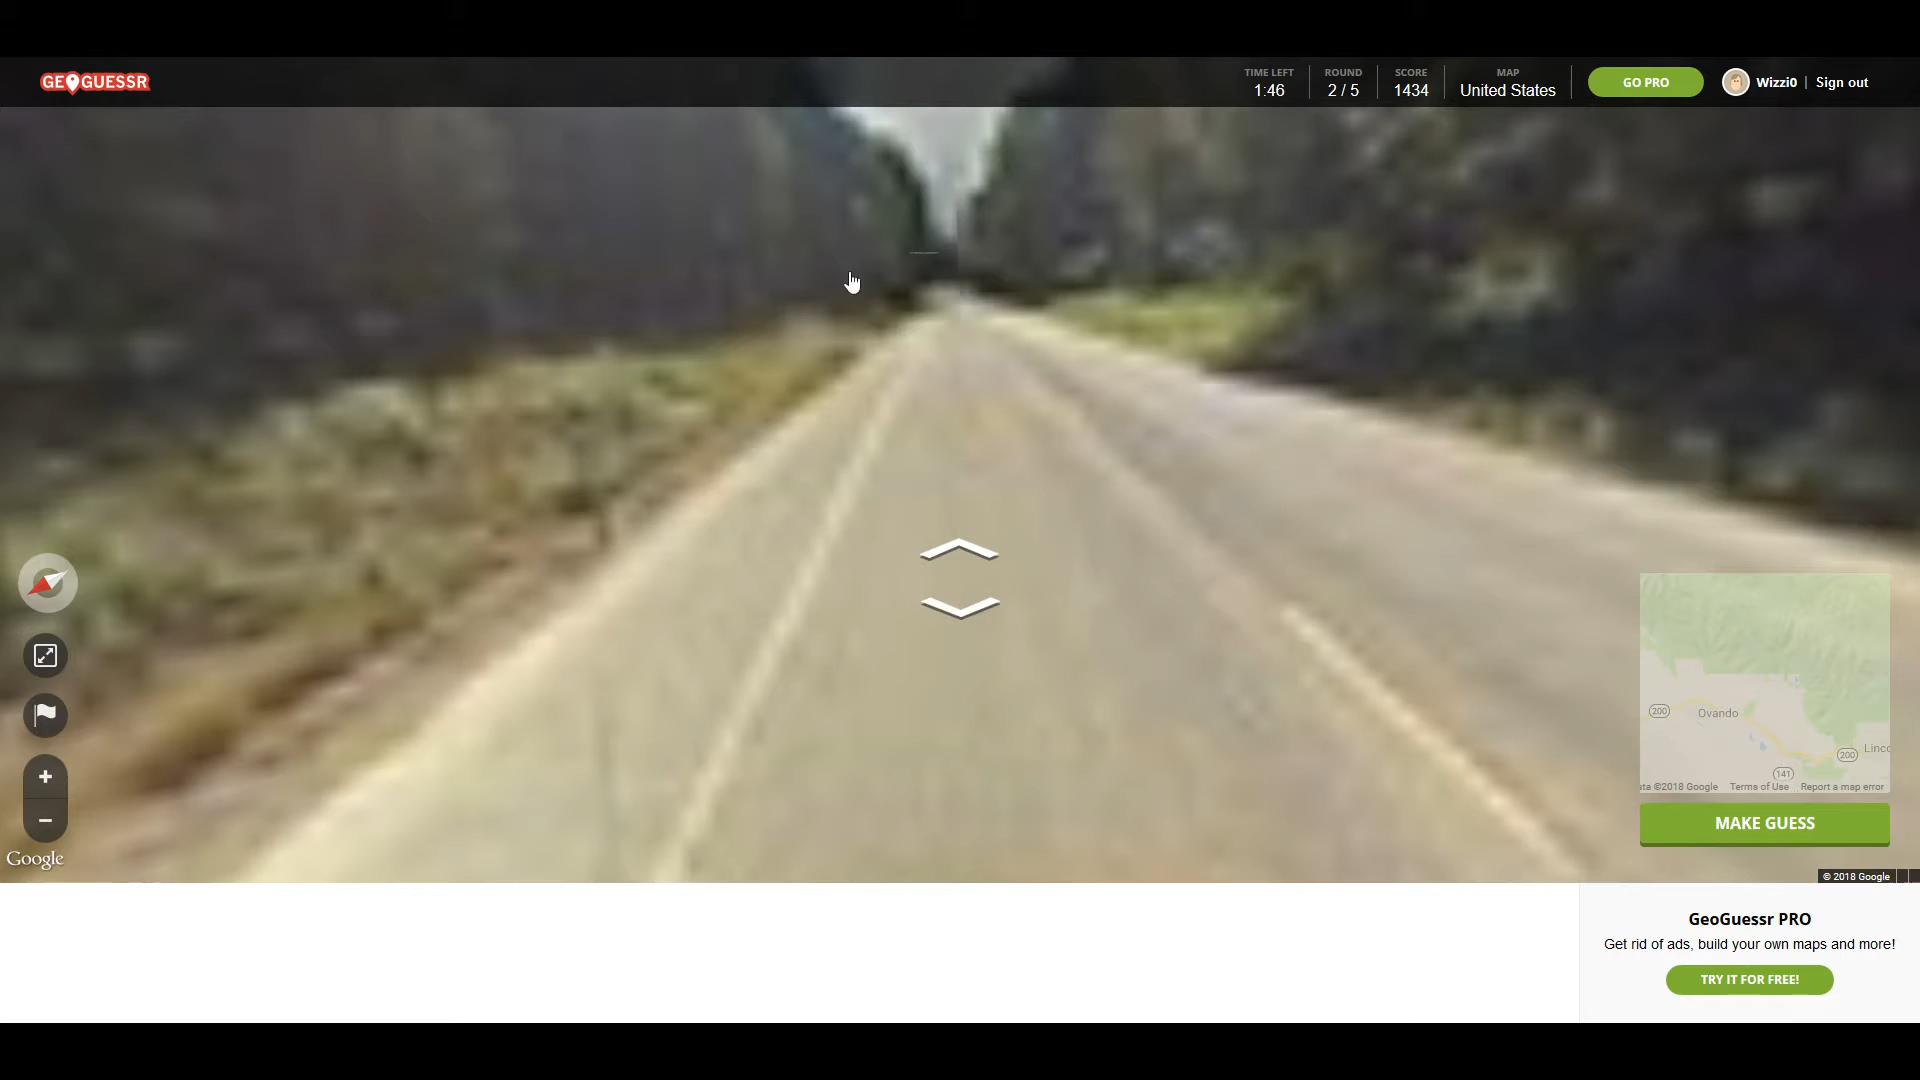 GEOGUESSR
TIME LEFT
1:46
ROUND
2 / 5
SCORE
1434
MAP
United States
GO PRO
Wizzi0 | Sign out
200
Ovando
200
Linco
141
ta ©2018 Google Terms of Use Report a map error
MAKE GUESS
Google
© 2018 Google
GeoGuessr PRO
Get rid of ads, build your own maps and more!
TRY IT FOR FREE!